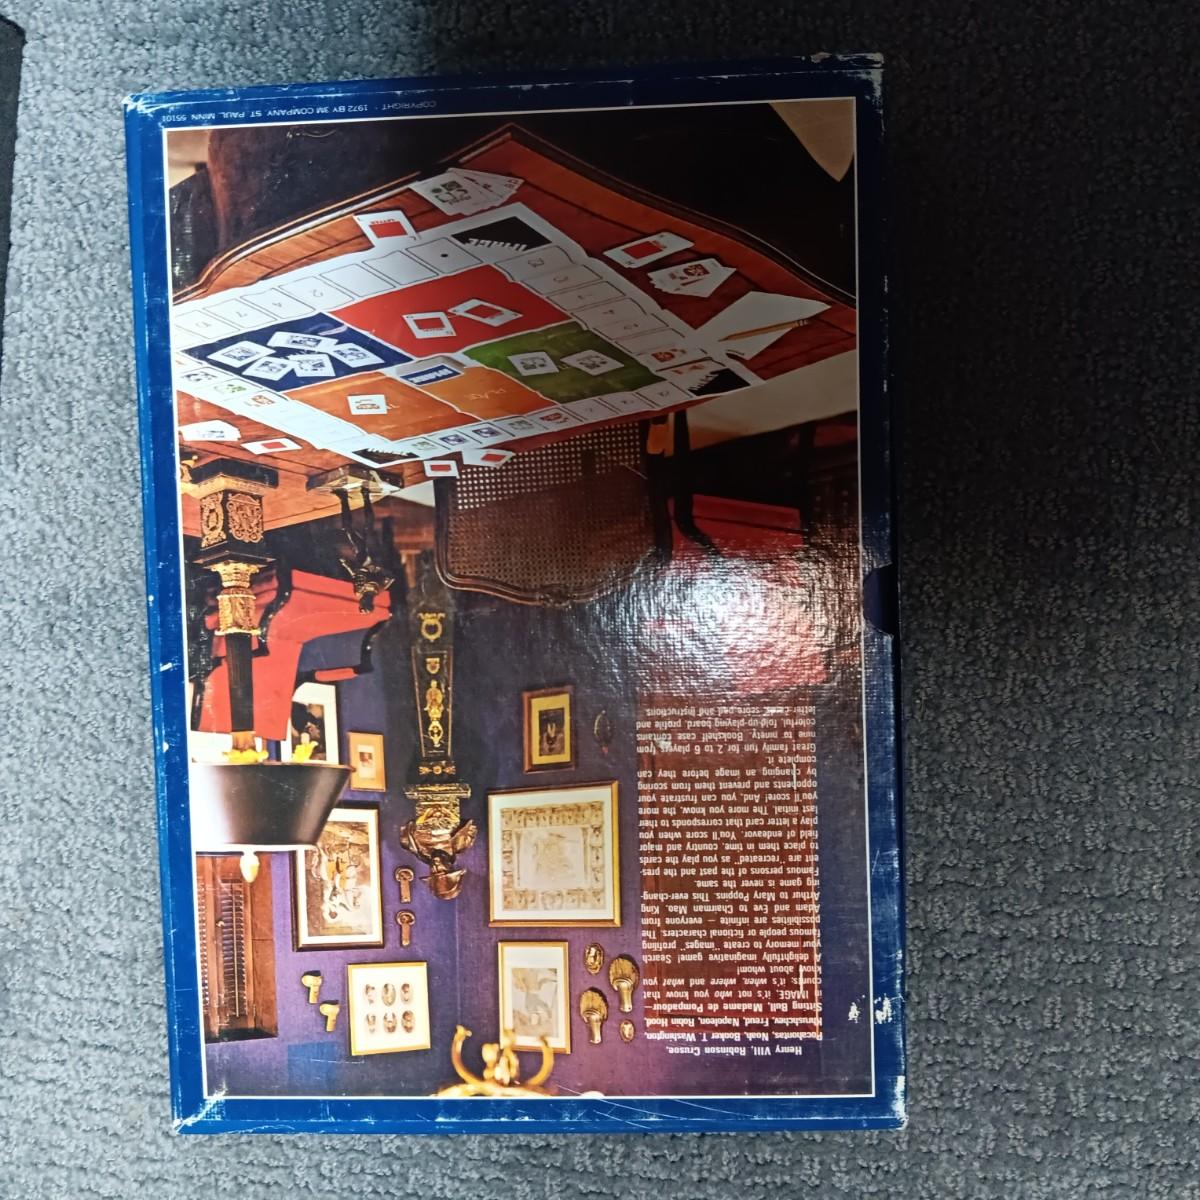 Henry VIII, Robinson Crusoe,
Pocahontas, Noah, Booker T. Washington,
Khrushchev, Freud, Napoleon, Robin Hood,
Sitting Bull, Madame de Pompadour—
in IMAGE, it's not who you know that
counts; it's when, where and what you
know about whom!
A delightfully imaginative game! Search
your memory to create "images" profiling
famous people or fictional characters. The
possibilities are infinite — everyone from
Adam and Eve to Chairman Mao, King
Arthur to Mary Poppins. This ever-chang-
ing game is never the same.
Famous persons of the past and the pres-
ent are "recreated" as you play the cards
to place them in time, country and major
field of endeavor. You'll score when you
play a letter card that corresponds to their
last initial. The more you know, the more
you'll score! And, you can frustrate your
opponents and prevent them from scoring
by changing an image before they can
complete it.
Great family fun for 2 to 6 players from
nine to ninety. Bookshelf case contains
colorful, fold-up-playing board, profile and
letter cards, score pad and instructions.
IMAGE
PLACE
COPYRIGHT · 1972 BY 3M COMPANY, ST. PAUL, MINN 55101